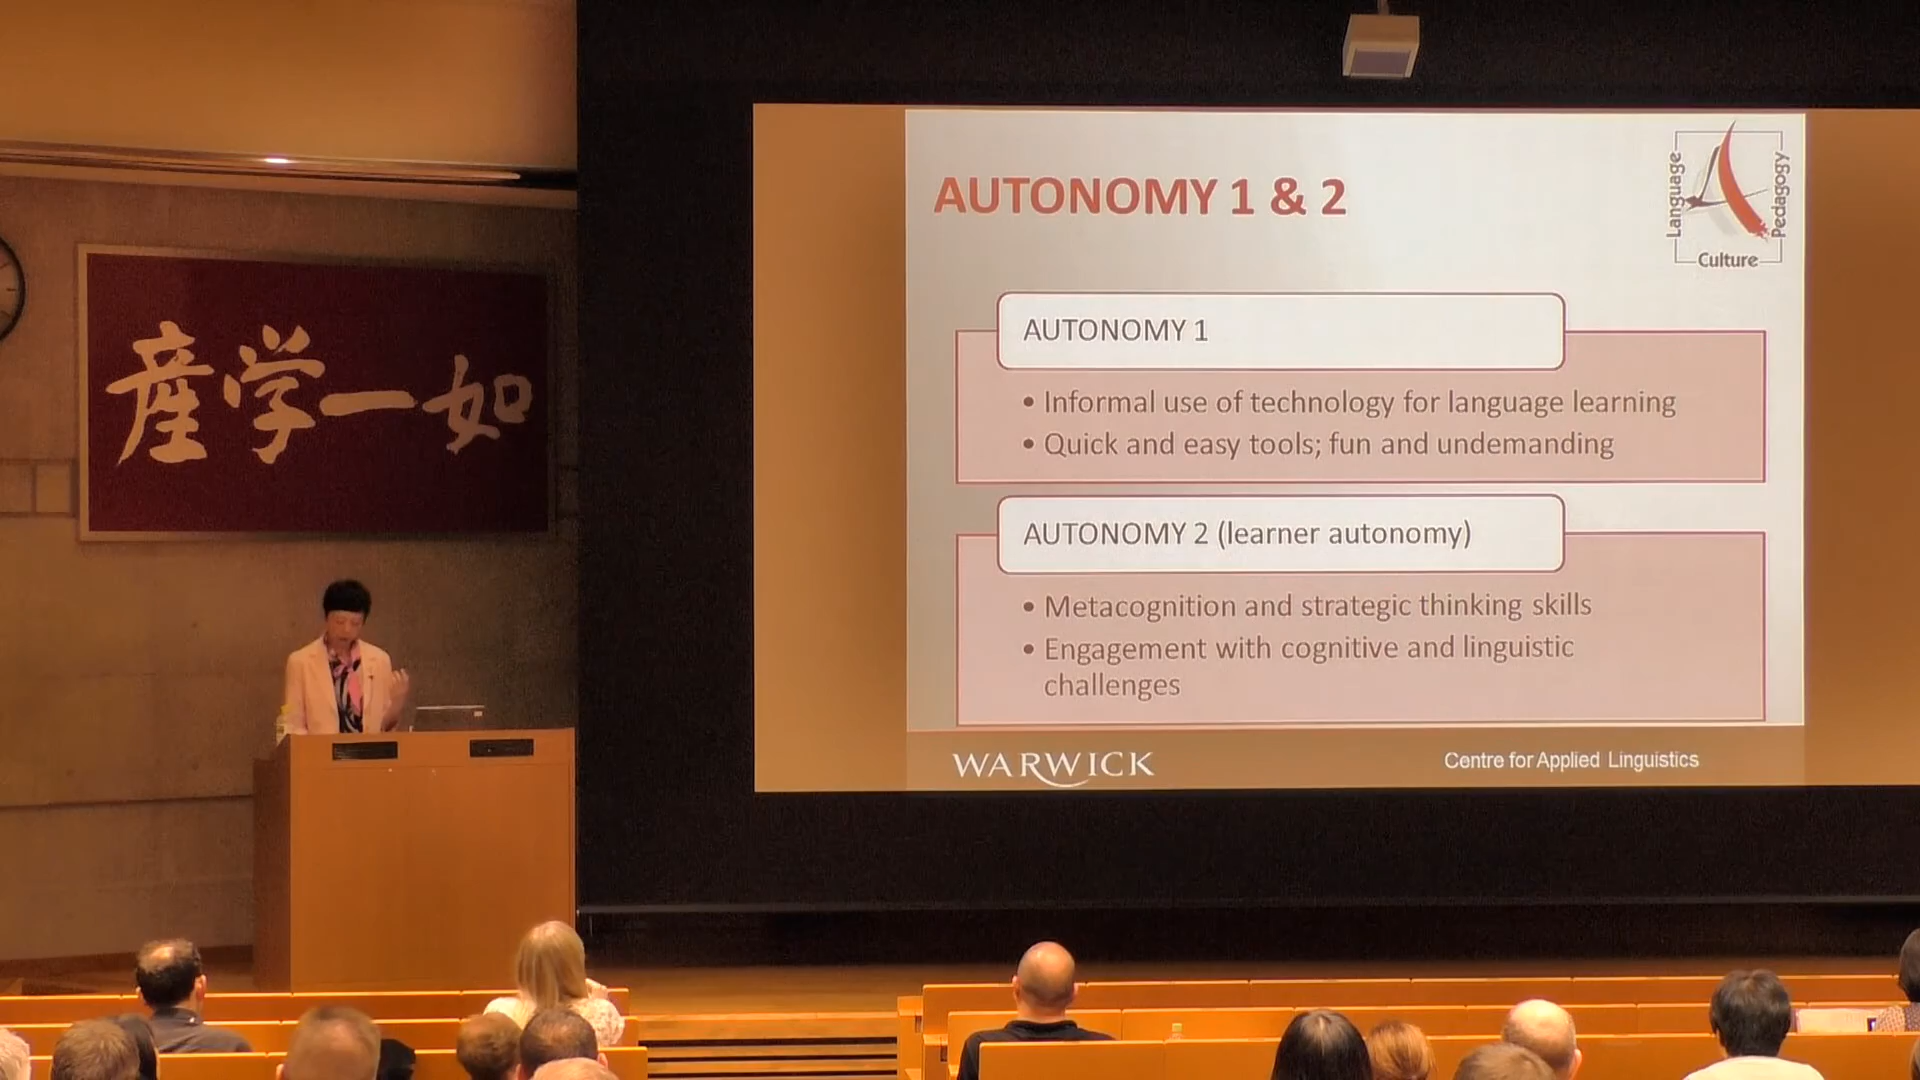 産学一如
AUTONOMY 1 & 2
Language
Pedagogy
Culture
AUTONOMY 1
• Informal use of technology for language learning
• Quick and easy tools; fun and undemanding
AUTONOMY 2 (learner autonomy)
• Metacognition and strategic thinking skills
• Engagement with cognitive and linguistic
challenges
WARWICK
Centre for Applied Linguistics